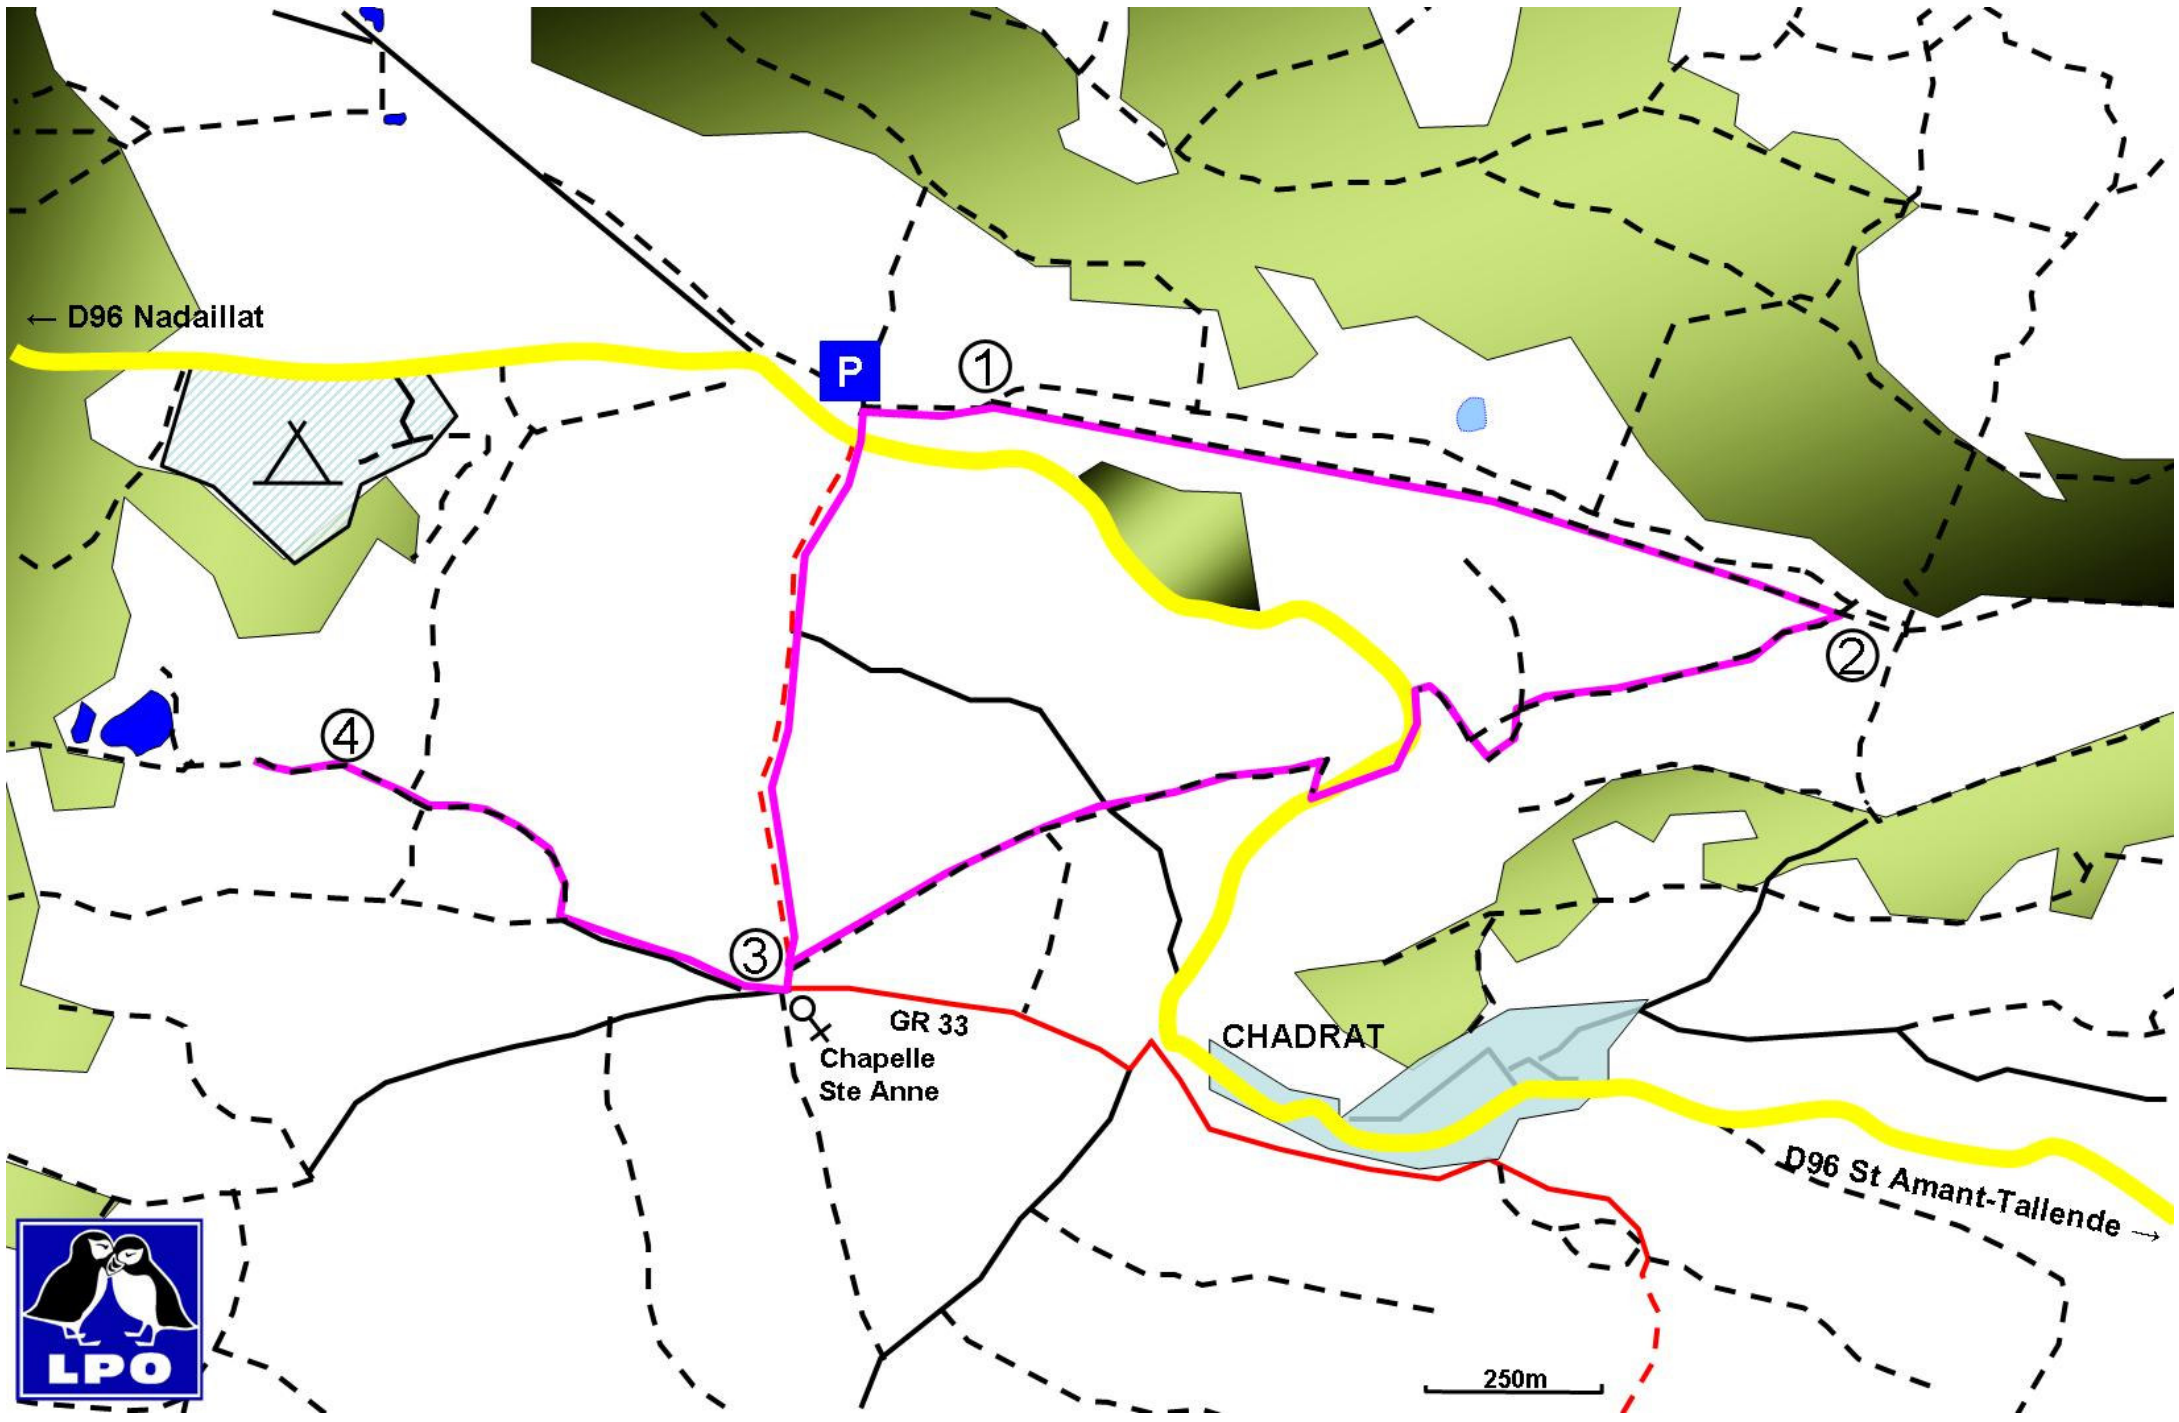 ← D96 Nadaillat
P
1
2
4
3
GR 33
Chapelle
Ste Anne
CHADRAT
D96 St Amant-Tallende →
LPO
250m